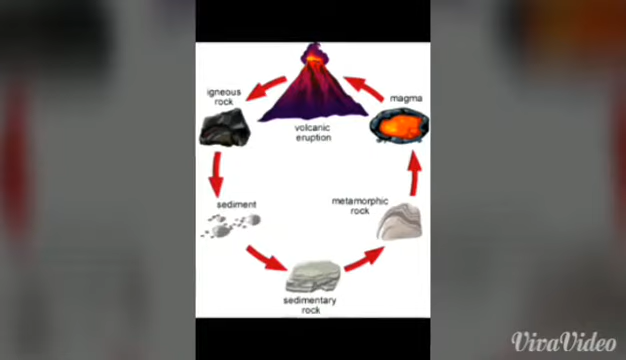 volcanic
eruption
igneous
rock
sediment
sedimentary
rock
metamorphic
rock
magma
VivaVideo